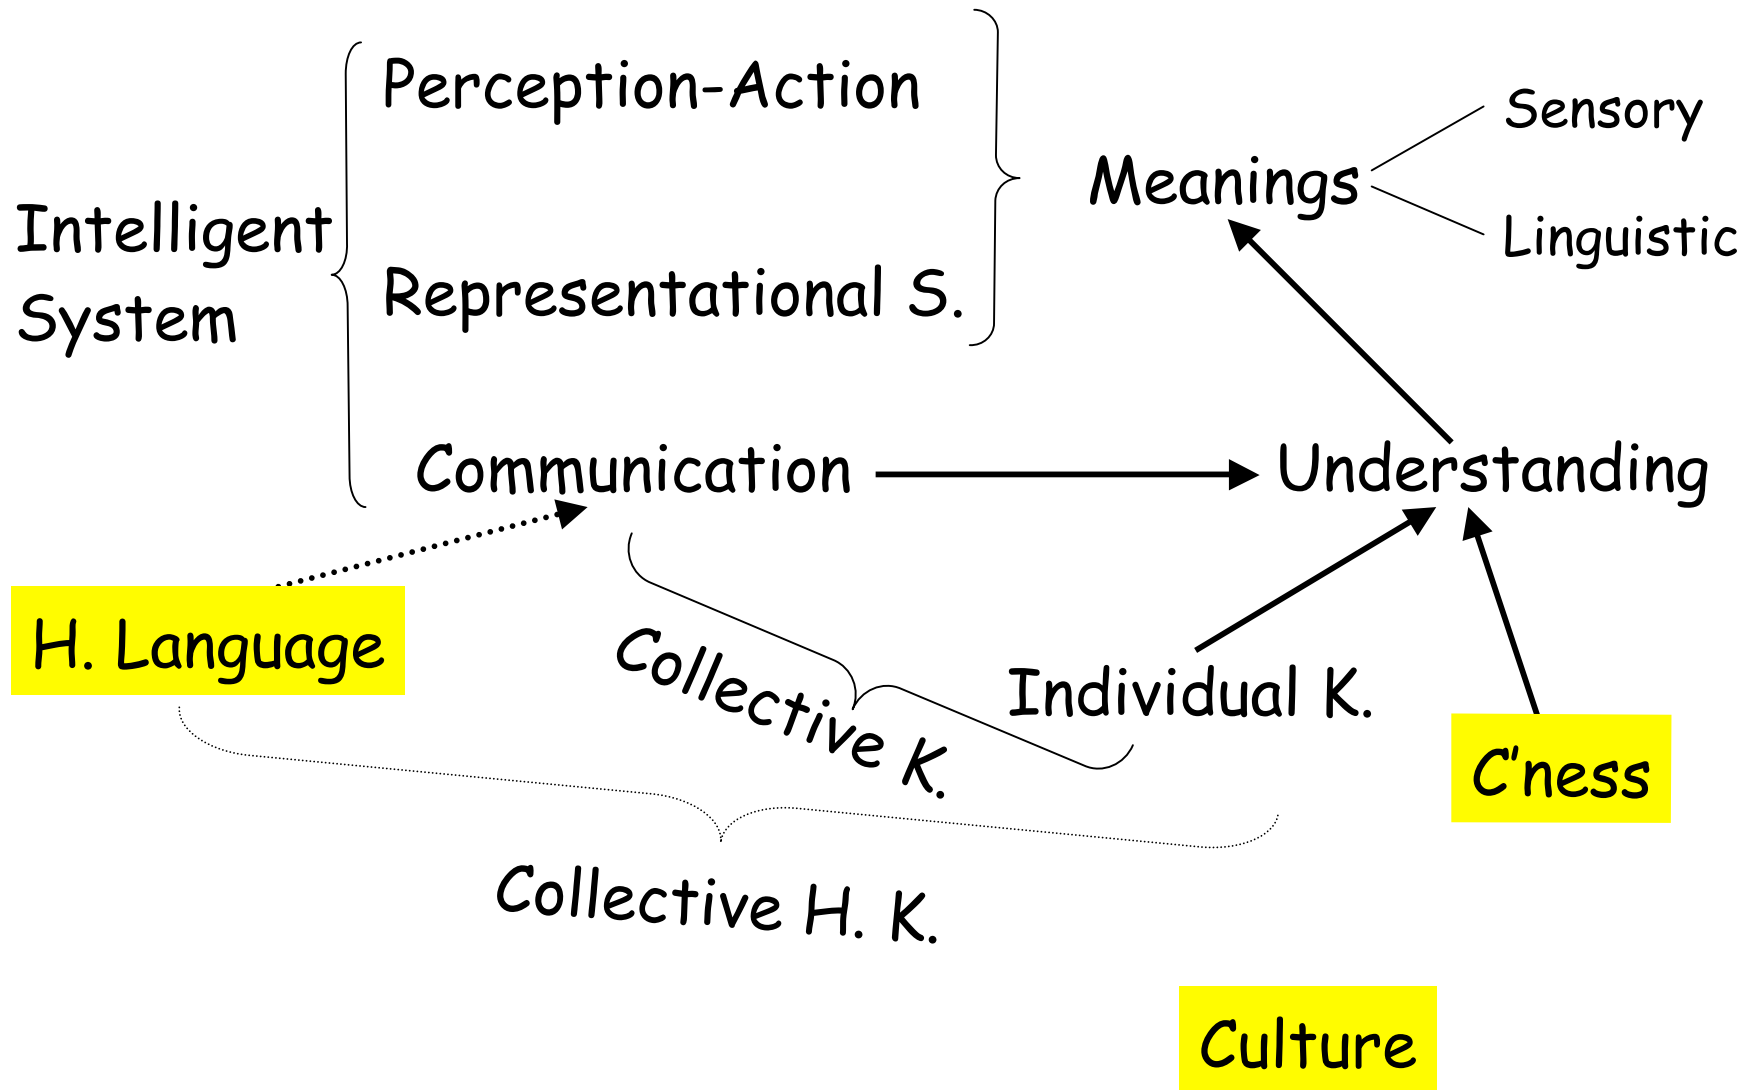 Perception-Action
Sensory
Meanings
Intelligent
System
Linguistic
Representational S.
Communication
Understanding
H. Language
Collective K.
Individual K.
C'ness
Collective H. K.
Culture